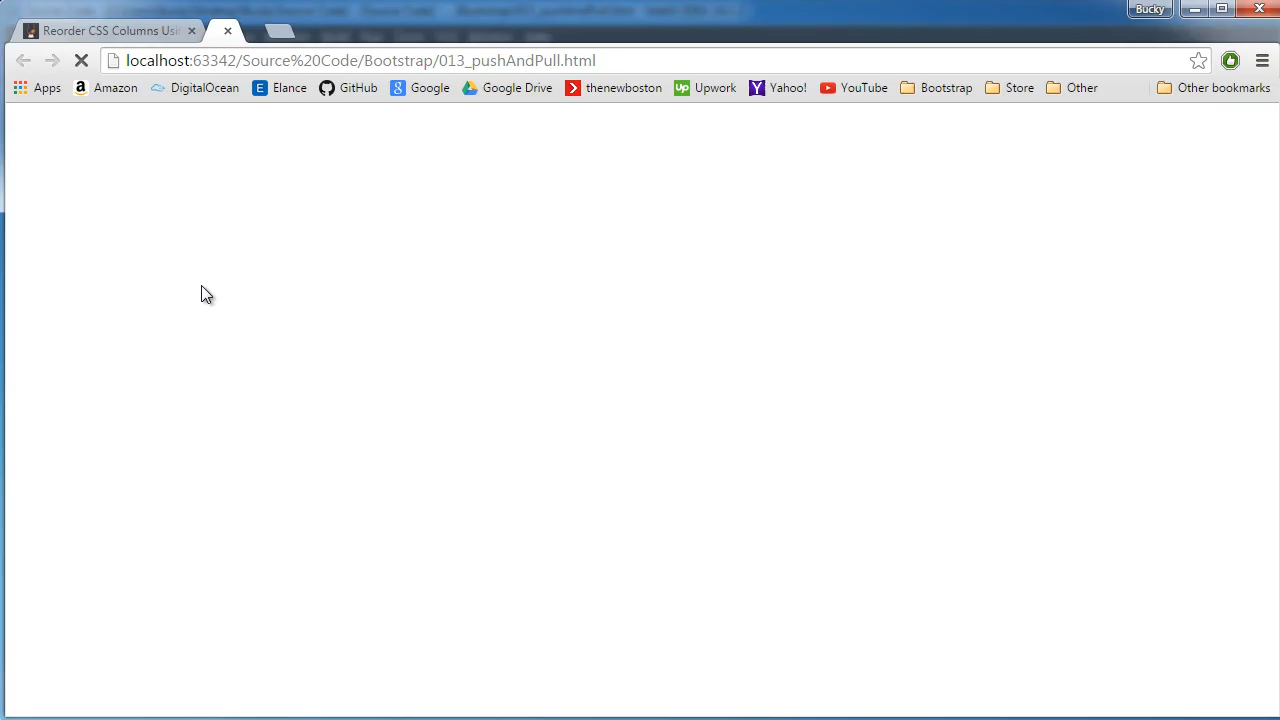 Bucky
Reorder CSS Columns Usi
localhost:63342/Source%20Code/Bootstrap/013_pushAndPull.html
Apps Amazon DigitalOcean Elance GitHub Google Google Drive thenewboston Upwork Yahoo! YouTube Bootstrap Store Other Other bookmarks